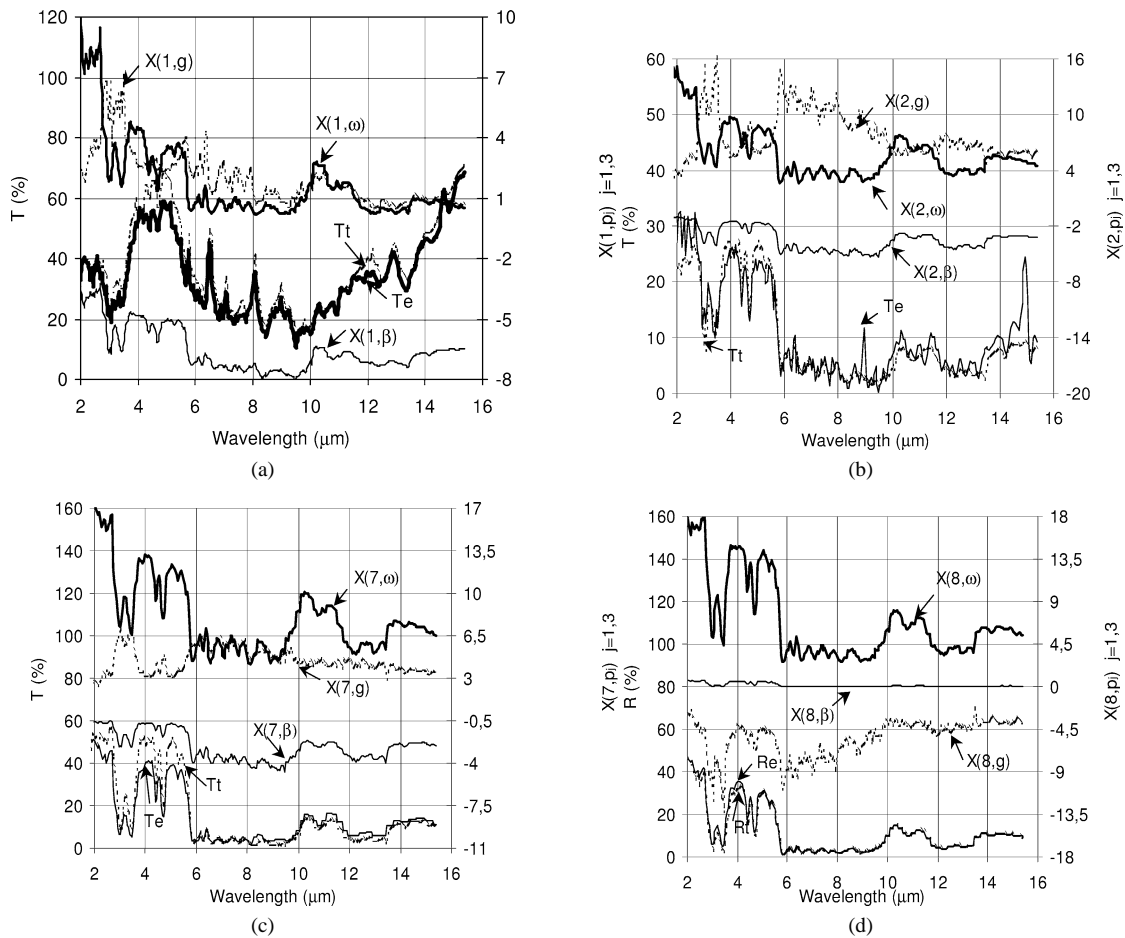 120
100
80
60
40
20
0
10
7
4
1
-2
-5
-8
2 4 6 8 10 12 14 16
T (%)
Wavelength (μm)
X(1,g)
X(1,ω)
Tt
Te
X(1,β)
X(1,pj) j=1,3
(a)
60
50
40
30
20
10
0
16
10
4
-2
-8
-14
-20
2 4 6 8 10 12 14 16
T (%)
Wavelength (μm)
X(2,g)
X(2,ω)
X(2,β)
Te
Tt
X(2,pj) j=1,3
(b)
160
140
120
100
80
60
40
20
0
17
13,5
10
6,5
3
-0,5
-4
-7,5
-11
2 4 6 8 10 12 14 16
T (%)
Wavelength (μm)
X(7,ω)
X(7,g)
X(7,β)
Tt
Te
X(7,pj) j=1,3
(c)
160
140
120
100
80
60
40
20
0
18
13,5
9
4,5
0
-4,5
-9
-13,5
-18
2 4 6 8 10 12 14 16
R (%)
Wavelength (μm)
X(8,ω)
X(8,β)
X(8,g)
Re
Rt
X(8,pj) j=1,3
(d)